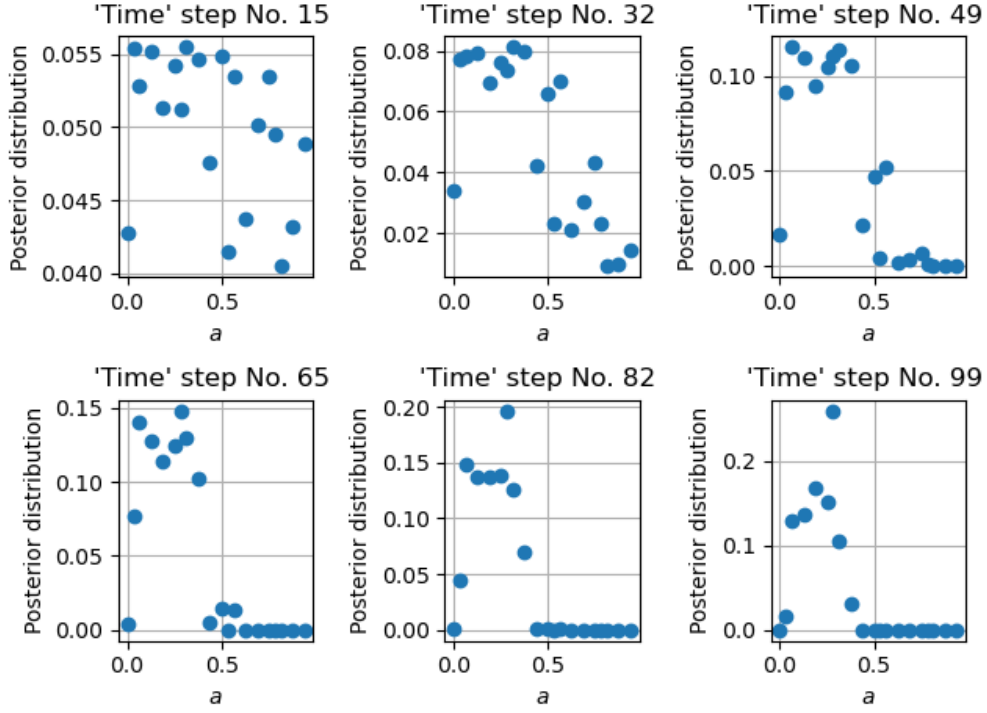 'Time' step No. 15
Posterior distribution
0.055
0.050
0.045
0.040
0.0 0.5
a
'Time' step No. 32
Posterior distribution
0.08
0.06
0.04
0.02
0.0 0.5
a
'Time' step No. 49
Posterior distribution
0.10
0.05
0.00
0.0 0.5
a
'Time' step No. 65
Posterior distribution
0.15
0.10
0.05
0.00
0.0 0.5
a
'Time' step No. 82
Posterior distribution
0.20
0.15
0.10
0.05
0.00
0.0 0.5
a
'Time' step No. 99
Posterior distribution
0.2
0.1
0.0
0.0 0.5
a